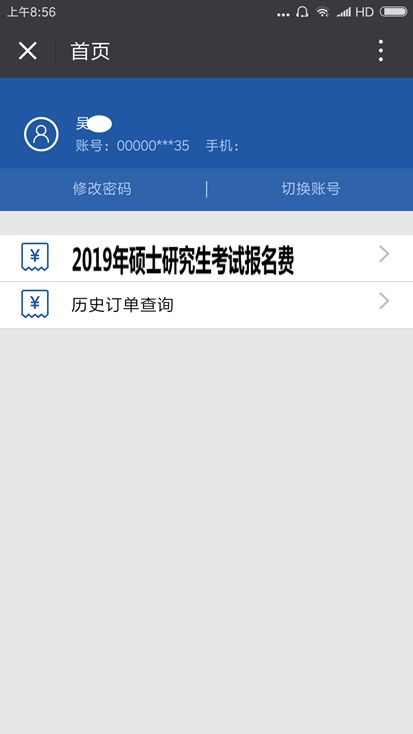 上午8:56
HD
首页
吴
账号：00000***35 手机：
修改密码 | 切换账号
¥ 2019年硕士研究生考试报名费
¥ 历史订单查询